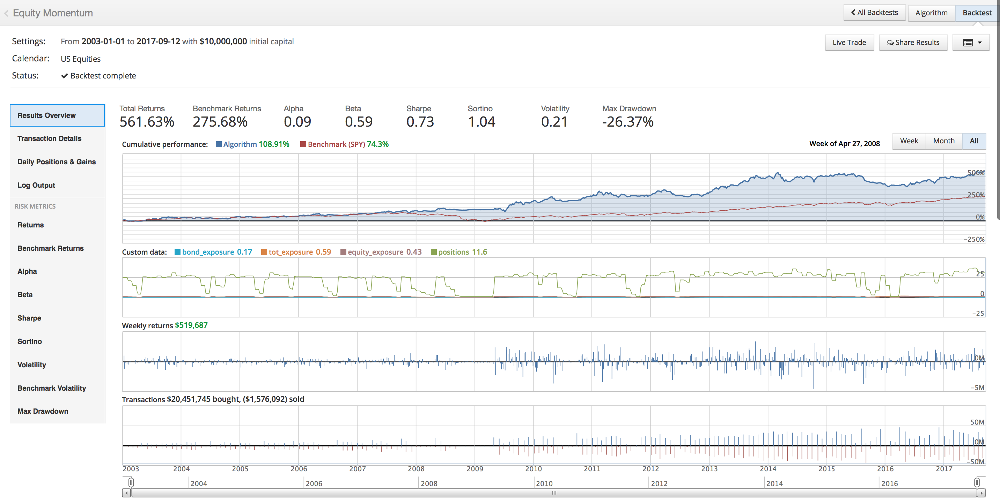 Equity Momentum
All Backtests Algorithm Backtest
Settings: From 2003-01-01 to 2017-09-12 with $10,000,000 initial capital
Live Trade Share Results
Calendar: US Equities
Status: Backtest complete
Results Overview
Transaction Details
Daily Positions & Gains
Log Output
RISK METRICS
Returns
Benchmark Returns
Alpha
Beta
Sharpe
Sortino
Volatility
Benchmark Volatility
Max Drawdown
Total Returns Benchmark Returns Alpha Beta Sharpe Sortino Volatility Max Drawdown
561.63% 275.68% 0.09 0.59 0.73 1.04 0.21 -26.37%
Cumulative performance: Algorithm 108.91% Benchmark (SPY) 74.3% Week of Apr 27, 2008 Week Month All
500%
250%
0%
−250%
Custom data: bond_exposure 0.17 tot_exposure 0.59 equity_exposure 0.43 positions 11.6
25
0
−25
Weekly returns $519,687
0M
−5M
Transactions $20,451,745 bought, ($1,576,092) sold
50M
0M
−50M
2003 2004 2005 2006 2007 2008 2009 2010 2011 2012 2013 2014 2015 2016 2017
2004 2006 2008 2010 2012 2014 2016